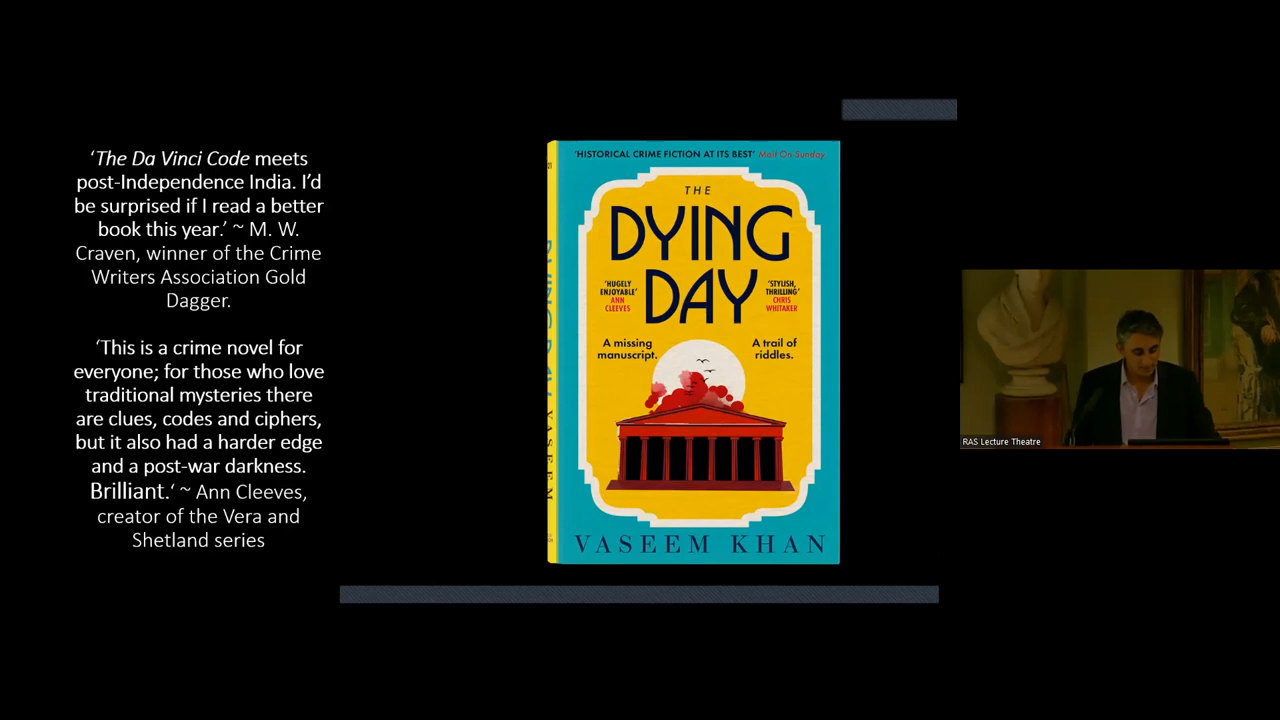 ‘The Da Vinci Code meets
post-Independence India. I’d
be surprised if I read a better
book this year.’ ~ M. W.
Craven, winner of the Crime
Writers Association Gold
Dagger.
‘This is a crime novel for
everyone; for those who love
traditional mysteries there
are clues, codes and ciphers,
but it also had a harder edge
and a post-war darkness.
Brilliant.‘ ~ Ann Cleeves,
creator of the Vera and
Shetland series
'HISTORICAL CRIME FICTION AT ITS BEST' Mail On Sunday
THE
DYING
DAY
'HUGELY
ENJOYABLE'
ANN
CLEEVES
'STYLISH,
THRILLING'
CHRIS
WHITAKER
A missing
manuscript.
A trail of
riddles.
VASEEM KHAN
RAS Lecture Theatre